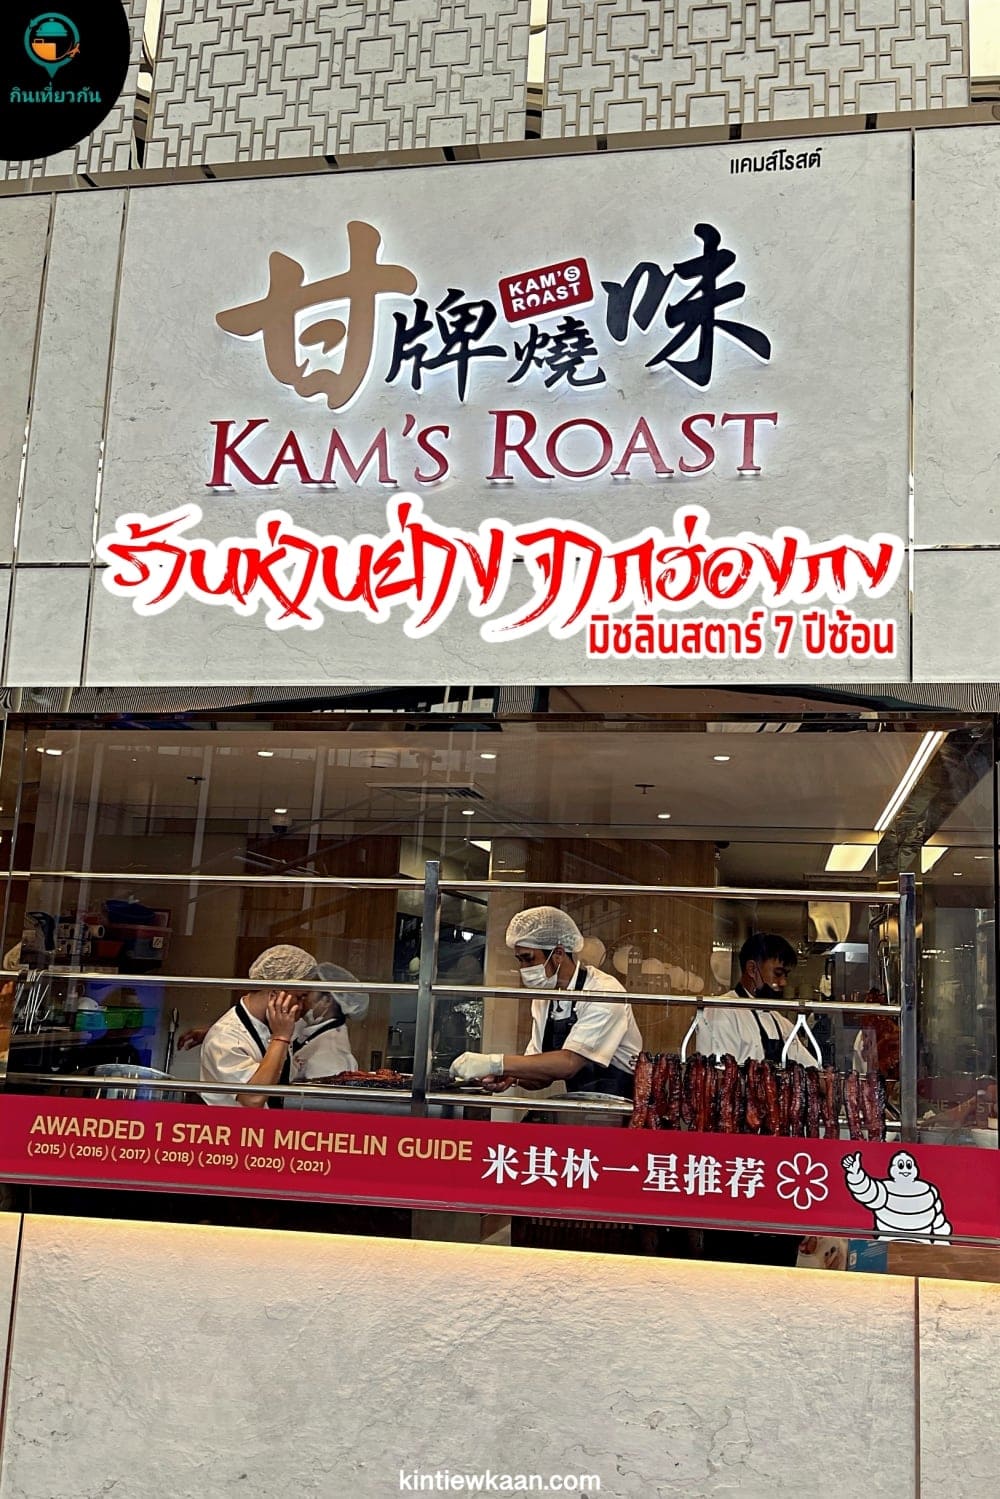 กินเที่ยวกัน
แคมส์โรสต์
甘牌燒味
KAM'S
ROAST
KAM'S ROAST
ร้านห่านย่างจากฮ่องกง
มิชลินสตาร์ 7 ปีซ้อน
AWARDED 1 STAR IN MICHELIN GUIDE
(2015) (2016) (2017) (2018) (2019) (2020) (2021)
米其林一星推荐
kintiewkaan.com